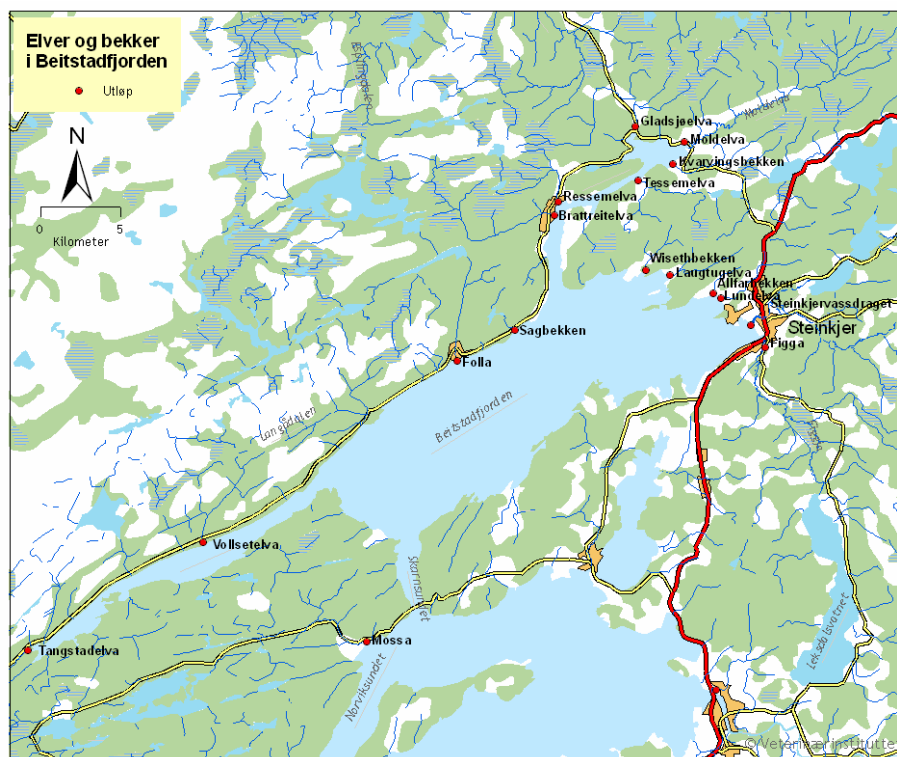 Elver og bekker
i Beitstadfjorden
Utløp
N
0 5
Kilometer
Gladsjøelva
Moldelva
Kvarvingsbekken
Tessemelva
Ressemelva
Brattreitelva
Wisethbekken
Laugtugelva
Allfarbekken
Lundelva
Steinkjervassdraget
Steinkjer
Figga
Sagbekken
Folla
Beitstadfjorden
Langdalen
Vollsetelva
Skarnsundet
Mossa
Tangstadelva
Norviksundet
Leksdalsvatnet
©Veterinærinstituttet